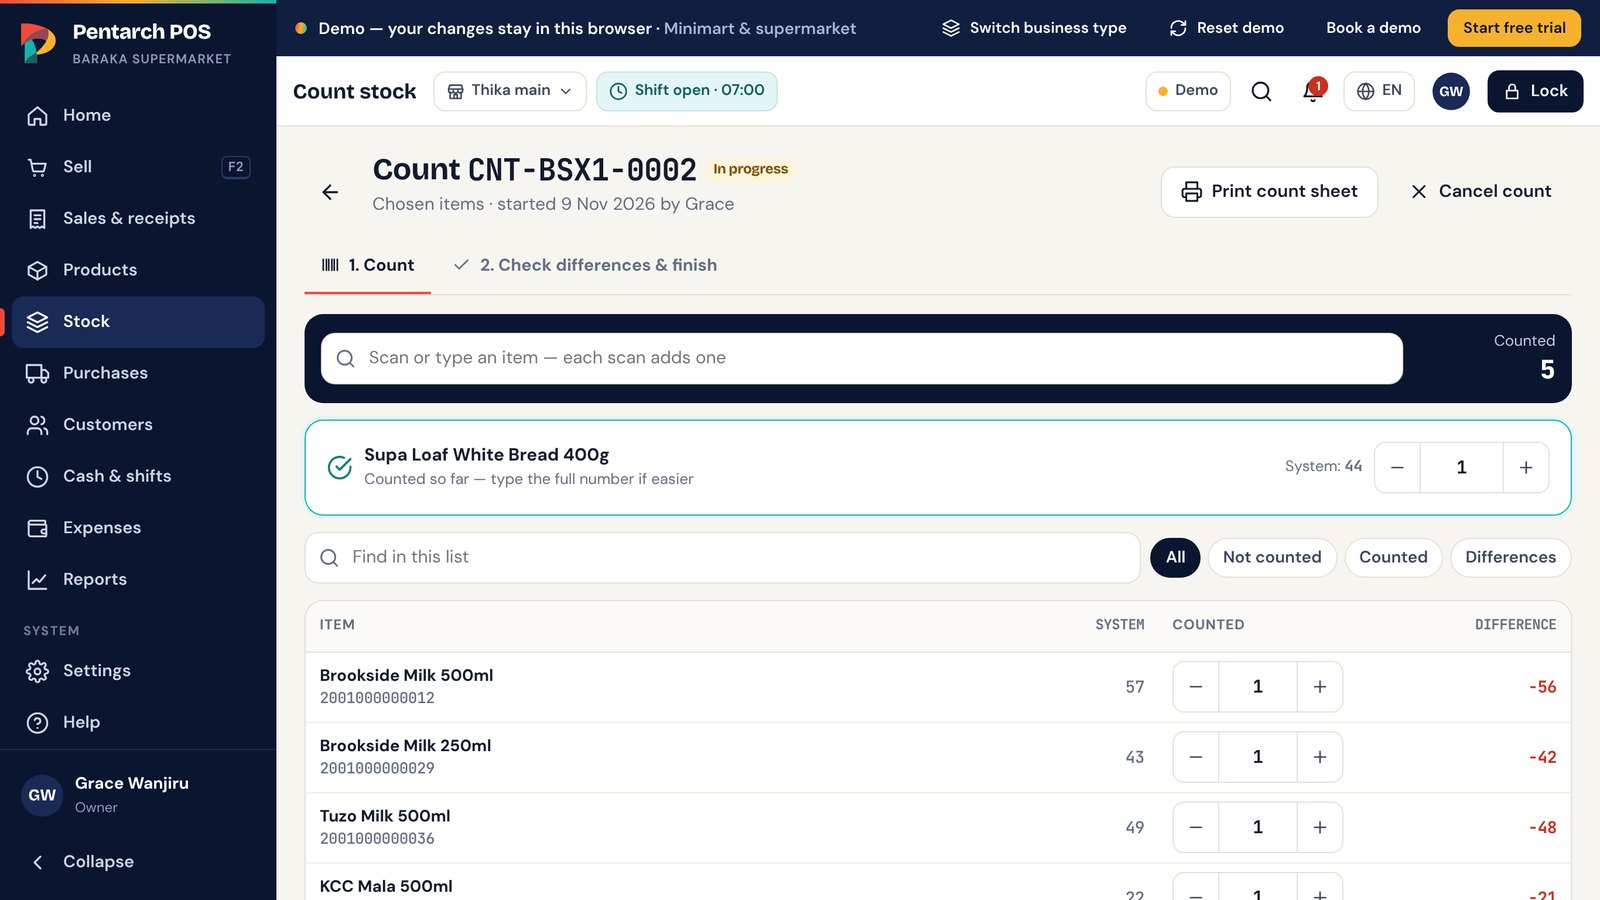 Pentarch POS
BARAKA SUPERMARKET
Home
Sell F2
Sales & receipts
Products
Stock
Purchases
Customers
Cash & shifts
Expenses
Reports
SYSTEM
Settings
Help
GW Grace Wanjiru
Owner
Collapse
Demo — your changes stay in this browser · Minimart & supermarket
Switch business type
Reset demo
Book a demo
Start free trial
Count stock
Thika main
Shift open · 07:00
Demo
1
EN
GW
Lock
Count CNT-BSX1-0002 In progress
Chosen items · started 9 Nov 2026 by Grace
Print count sheet
Cancel count
1. Count
2. Check differences & finish
Scan or type an item — each scan adds one
Counted
5
Supa Loaf White Bread 400g
Counted so far — type the full number if easier
System: 44 − 1 +
Find in this list
All
Not counted
Counted
Differences
ITEM SYSTEM COUNTED DIFFERENCE
Brookside Milk 500ml
2001000000012
57 − 1 + -56
Brookside Milk 250ml
2001000000029
43 − 1 + -42
Tuzo Milk 500ml
2001000000036
49 − 1 + -48
KCC Mala 500ml
22 − 1 + -21